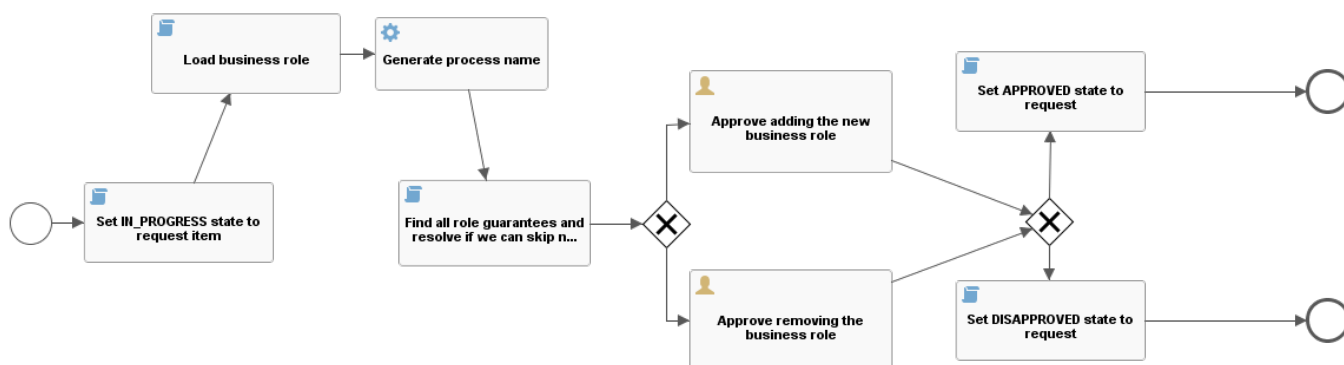 Load business role
Generate process name
Set IN_PROGRESS state to
request item
Find all role guarantees and
resolve if we can skip n...
Approve adding the new
business role
Approve removing the
business role
Set APPROVED state to
request
Set DISAPPROVED state to
request